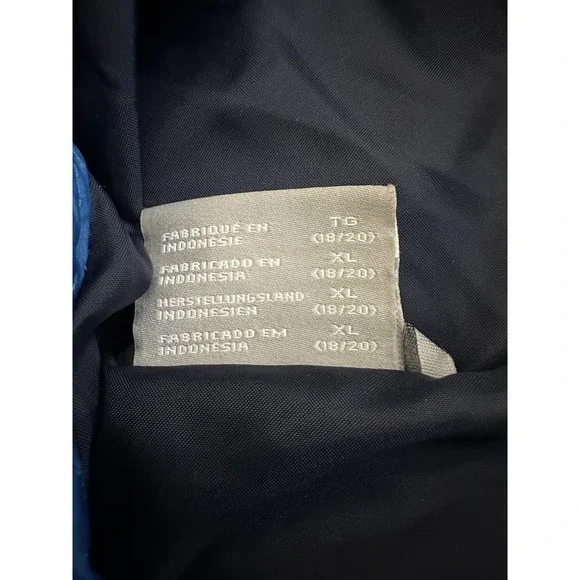 FABRIQUÉ EN TG
INDONÉSIE (18/20)
FABRICADO EN XL
INDONESIA (18/20)
HERSTELLUNGSLAND XL
INDONESIEN (18/20)
FABRICADO EM XL
INDONÉSIA (18/20)